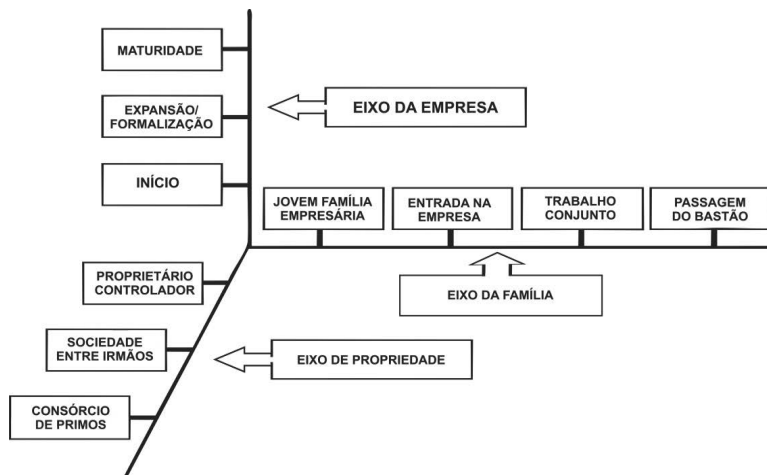 MATURIDADE
EXPANSÃO/
FORMALIZAÇÃO
INÍCIO
EIXO DA EMPRESA
JOVEM FAMÍLIA
EMPRESÁRIA
ENTRADA NA
EMPRESA
TRABALHO
CONJUNTO
PASSAGEM
DO BASTÃO
EIXO DA FAMÍLIA
PROPRIETÁRIO
CONTROLADOR
SOCIEDADE
ENTRE IRMÃOS
CONSÓRCIO
DE PRIMOS
EIXO DE PROPRIEDADE